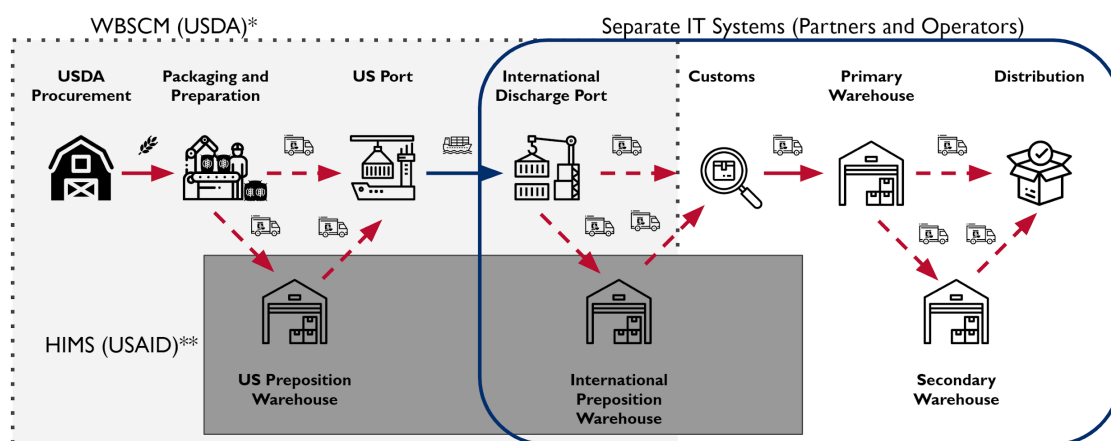 WBSCM (USDA)*
Separate IT Systems (Partners and Operators)
USDA
Procurement
Packaging and
Preparation
US Port
International
Discharge Port
Customs
Primary
Warehouse
Distribution
HIMS (USAID)**
US Preposition
Warehouse
International
Preposition
Warehouse
Secondary
Warehouse